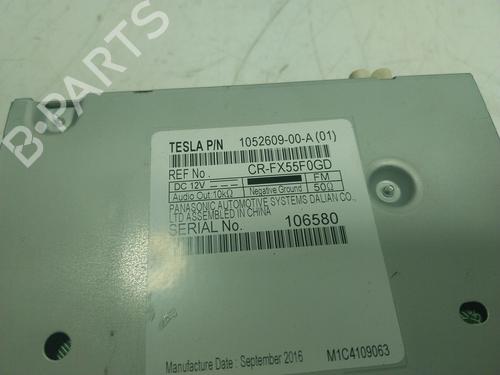 B-PARTS
TESLA P/N 1052609-00-A (01)
REF No. CR-FX55F0GD
DC 12V FM
Audio Out.10kΩ Negative Ground 50Ω
PANASONIC AUTOMOTIVE SYSTEMS DALIAN CO.,
LTD ASSEMBLED IN CHINA
SERIAL No. 106580
Manufacture Date : September 2016 M1C4109063